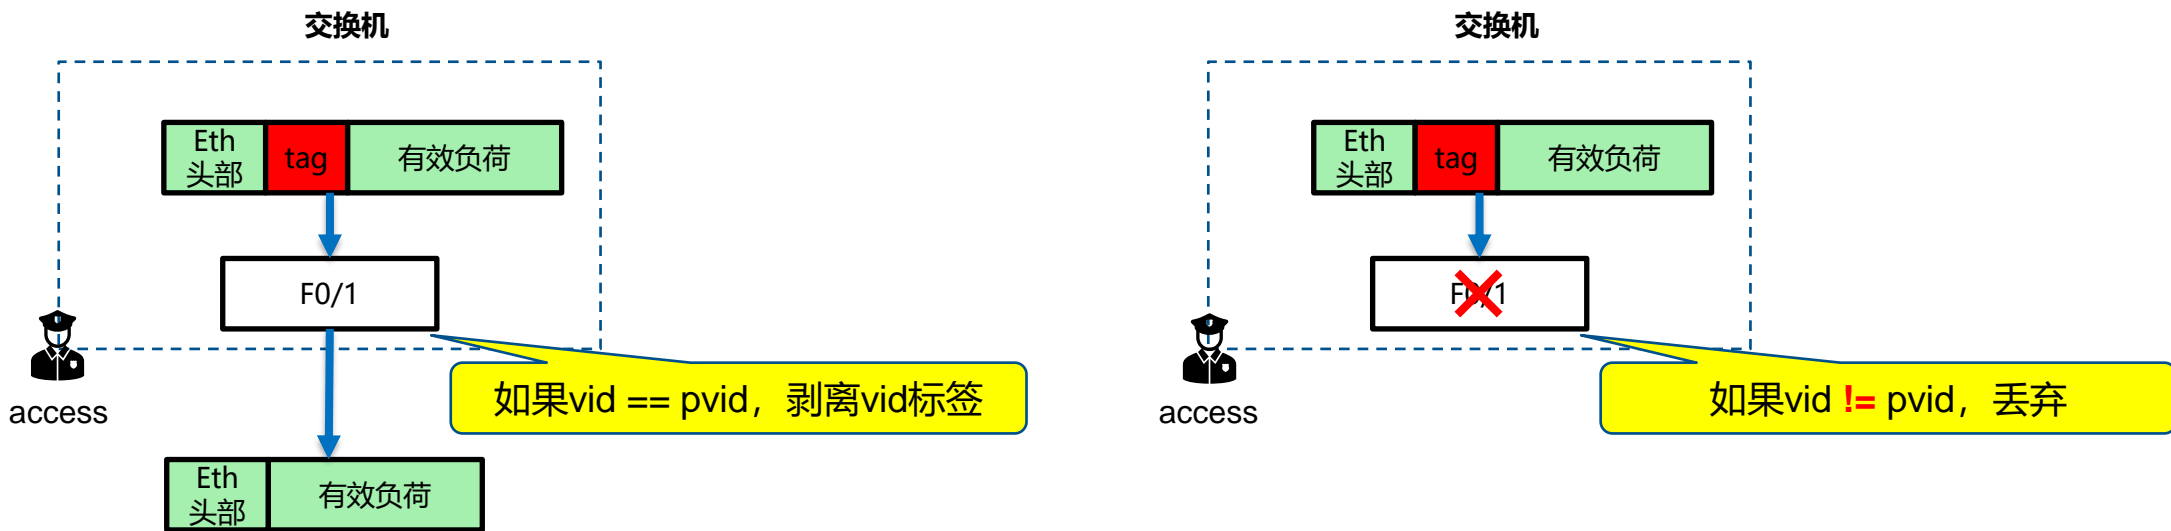 交换机
Eth
头部
tag
有效负荷
F0/1
access
如果vid == pvid，剥离vid标签
Eth
头部
有效负荷
交换机
Eth
头部
tag
有效负荷
F0/1
access
如果vid != pvid，丢弃